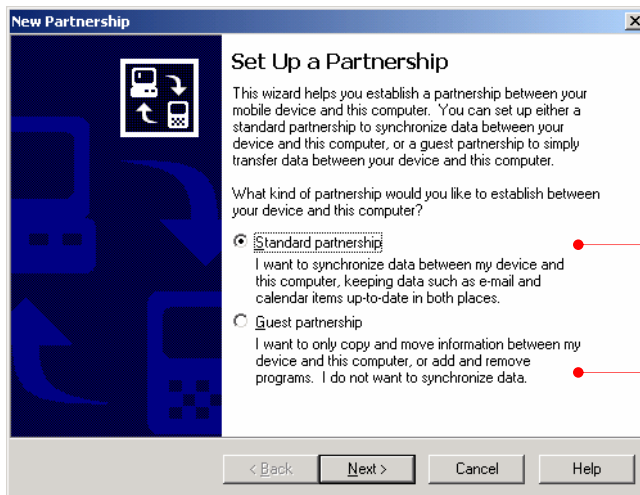 New Partnership
Set Up a Partnership
This wizard helps you establish a partnership between your
mobile device and this computer. You can set up either a
standard partnership to synchronize data between your
device and this computer, or a guest partnership to simply
transfer data between your device and this computer.
What kind of partnership would you like to establish between
your device and this computer?
Standard partnership
I want to synchronize data between my device and
this computer, keeping data such as e-mail and
calendar items up-to-date in both places.
Guest partnership
I want to only copy and move information between my
device and this computer, or add and remove
programs. I do not want to synchronize data.
< Back Next > Cancel Help